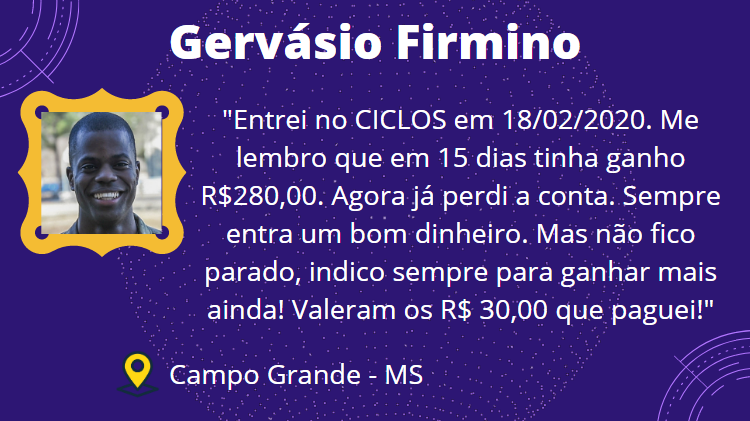 Gervásio Firmino
"Entrei no CICLOS em 18/02/2020. Me
lembro que em 15 dias tinha ganho
R$280,00. Agora já perdi a conta. Sempre
entra um bom dinheiro. Mas não fico
parado, indico sempre para ganhar mais
ainda! Valeram os R$ 30,00 que paguei!"
Campo Grande - MS